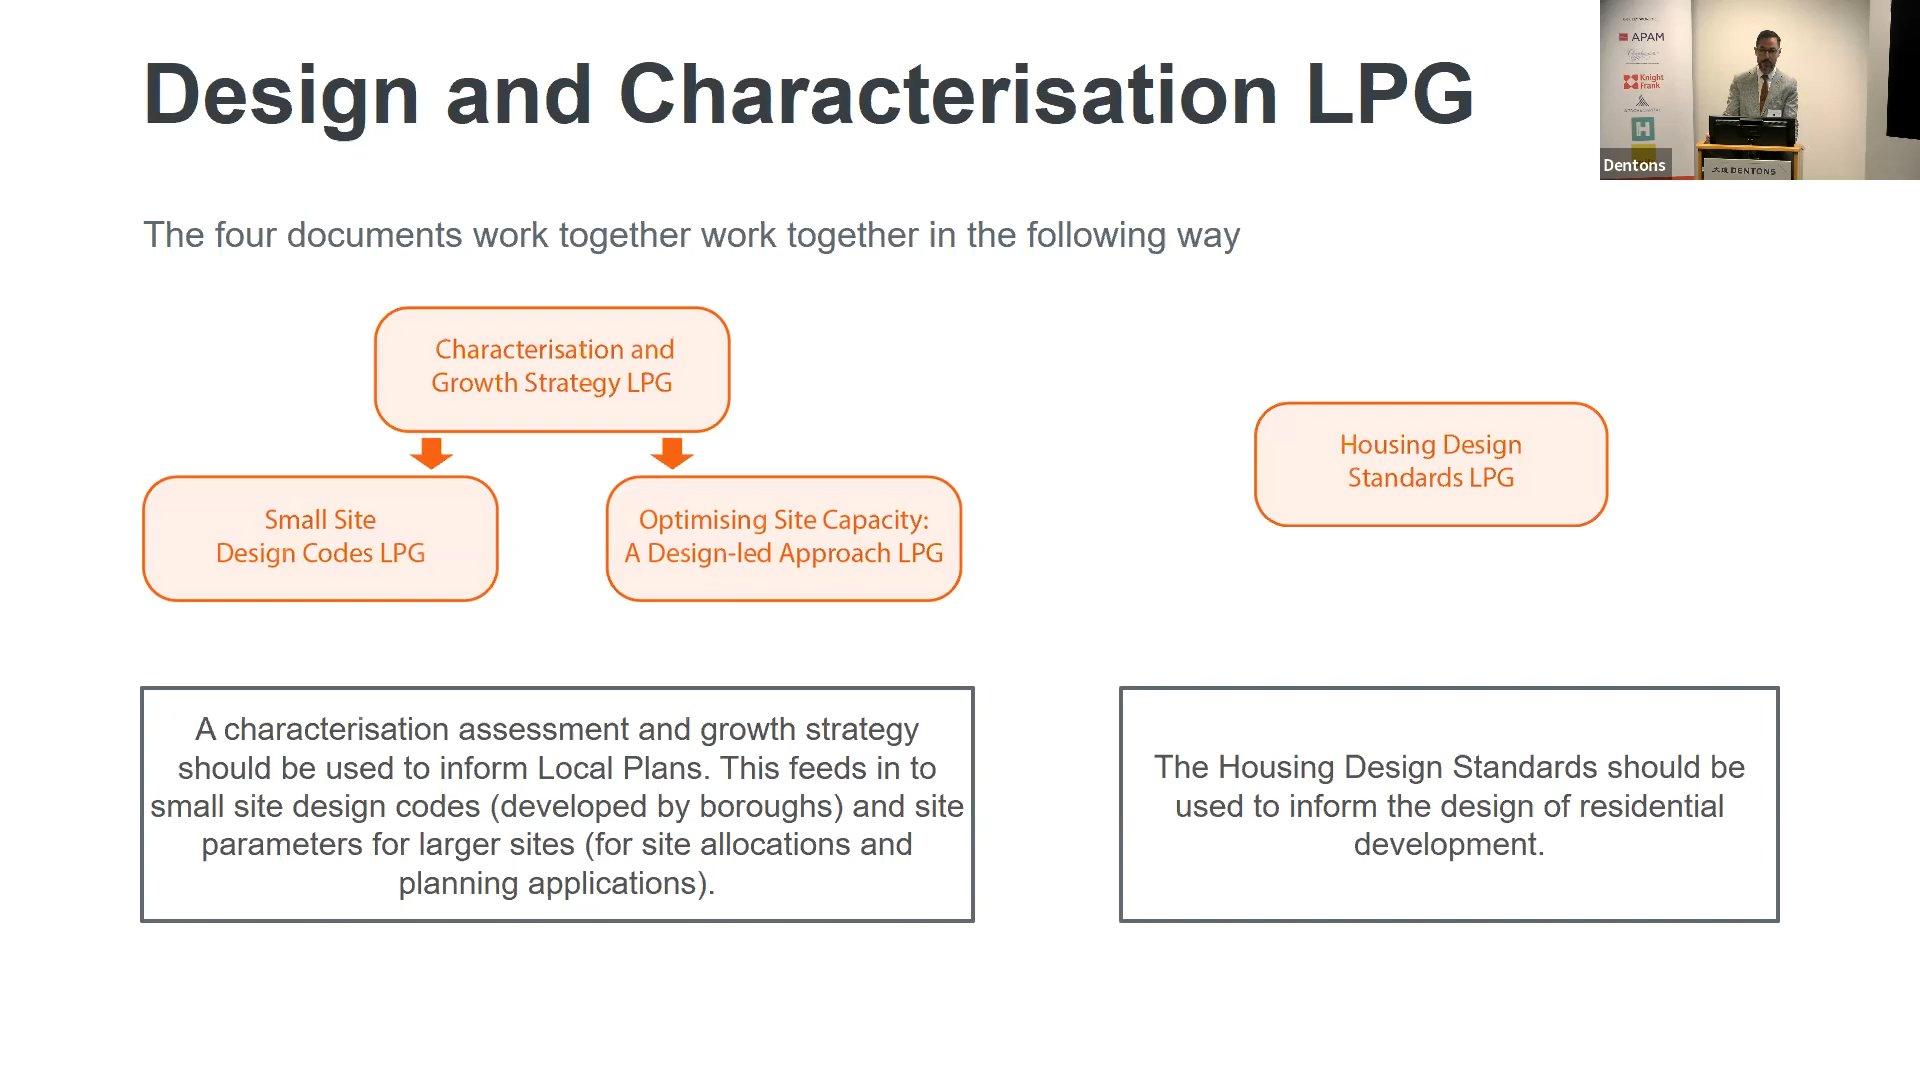 Design and Characterisation LPG
The four documents work together work together in the following way
Characterisation and
Growth Strategy LPG
Small Site
Design Codes LPG
Optimising Site Capacity:
A Design-led Approach LPG
Housing Design
Standards LPG
A characterisation assessment and growth strategy
should be used to inform Local Plans. This feeds in to
small site design codes (developed by boroughs) and site
parameters for larger sites (for site allocations and
planning applications).
The Housing Design Standards should be
used to inform the design of residential
development.
APAM
Knight
Frank
H
Dentons
大成 DENTONS